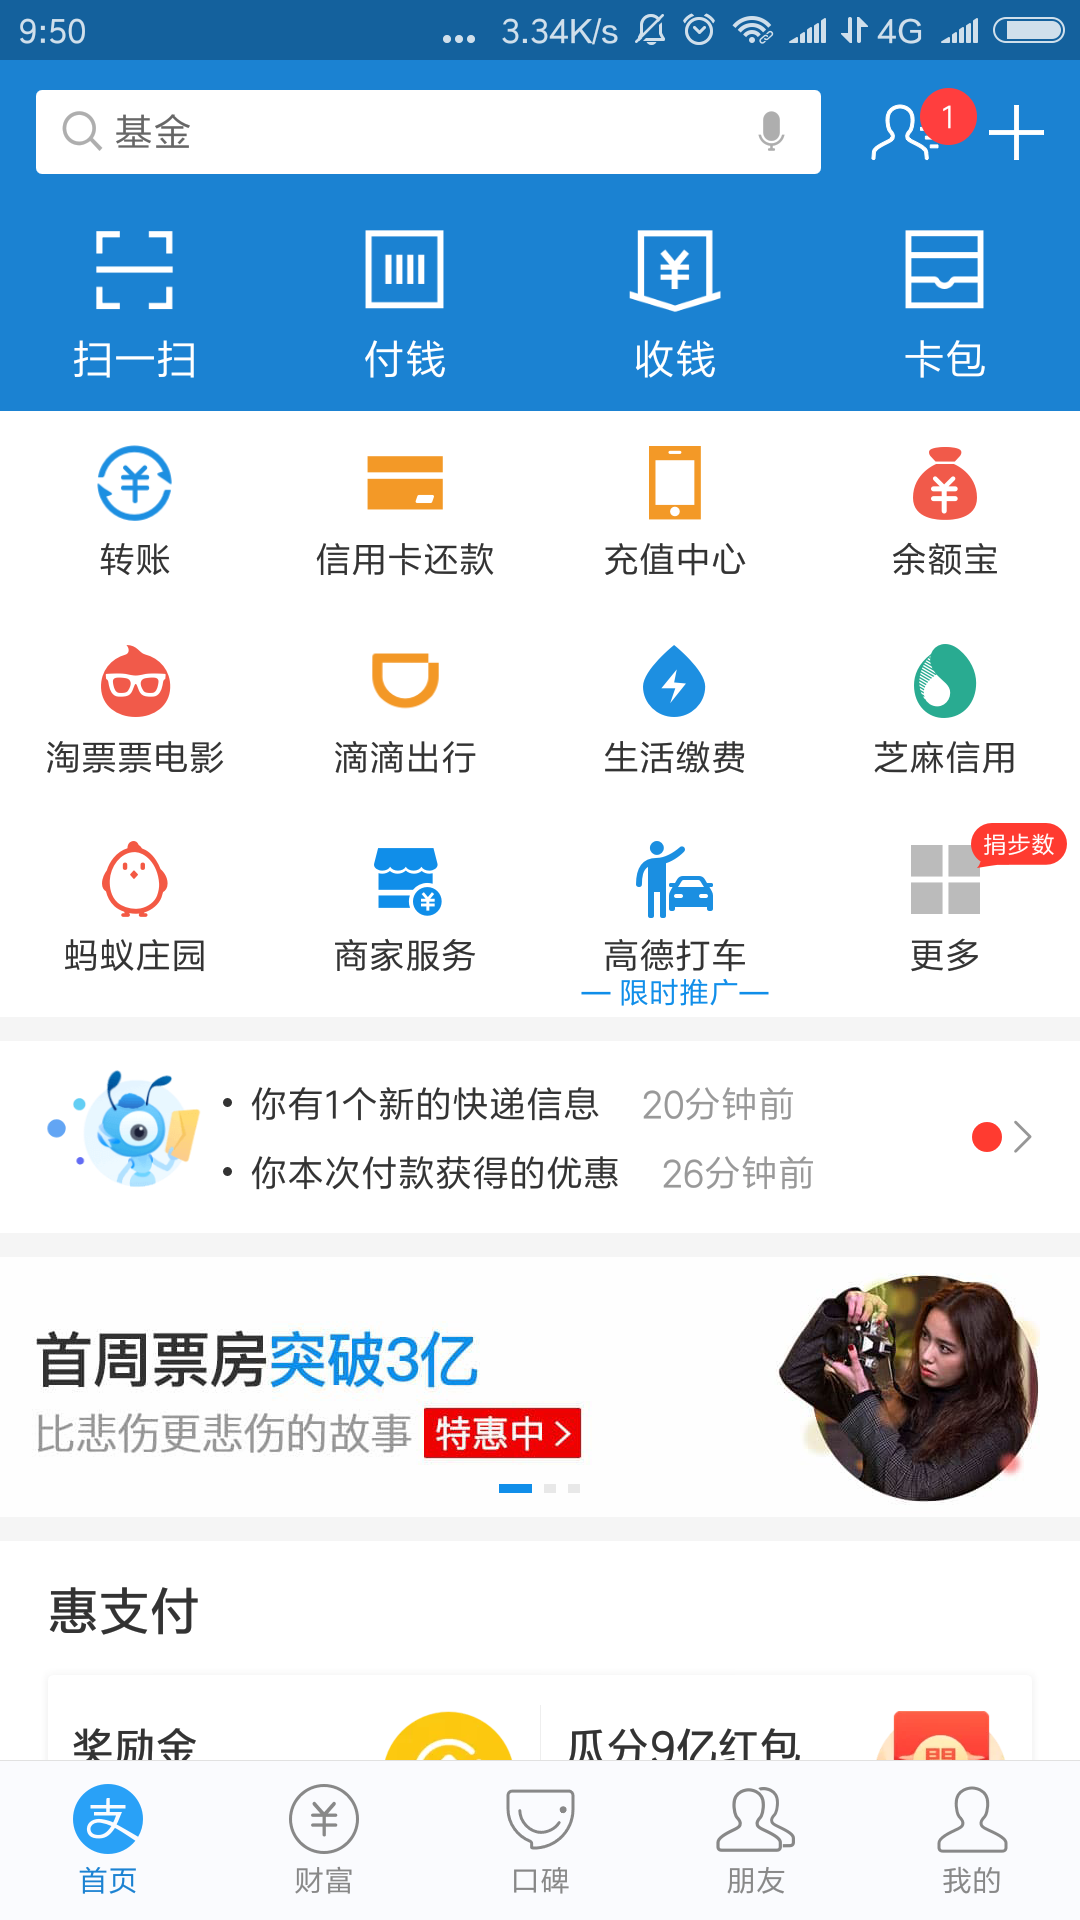 9:50 ... 3.34K/s 4G
基金 1
扫一扫 付钱 收钱 卡包
转账 信用卡还款 充值中心 余额宝
淘票票电影 滴滴出行 生活缴费 芝麻信用
捐步数
蚂蚁庄园 商家服务 高德打车 更多
限时推广
· 你有1个新的快递信息 20分钟前
· 你本次付款获得的优惠 26分钟前
首周票房突破3亿
比悲伤更悲伤的故事 特惠中>
惠支付
奖励金 瓜分9亿红包
首页 财富 口碑 朋友 我的